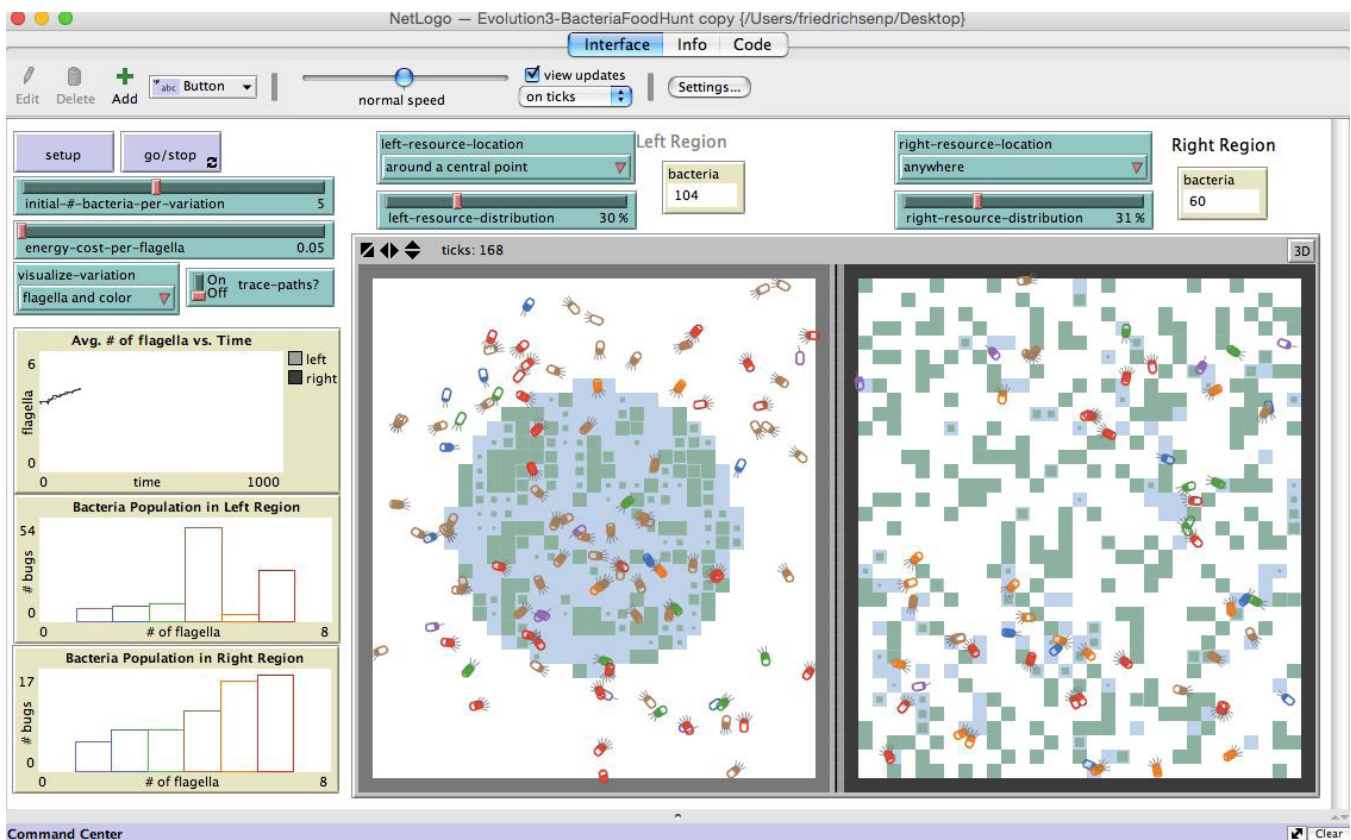 NetLogo — Evolution3-BacteriaFoodHunt copy {/Users/friedrichsenp/Desktop}
Interface Info Code
Edit Delete Add abc Button normal speed view updates on ticks Settings...
setup go/stop
initial-#-bacteria-per-variation 5
energy-cost-per-flagella 0.05
visualize-variation
flagella and color
On
Off trace-paths?
left-resource-location
around a central point
left-resource-distribution 30 %
Left Region
bacteria
104
right-resource-location
anywhere
right-resource-distribution 31 %
Right Region
bacteria
60
ticks: 168 3D
Avg. # of flagella vs. Time
6
flagella
0
0 time 1000
left
right
Bacteria Population in Left Region
54
# bugs
0
0 # of flagella 8
Bacteria Population in Right Region
17
# bugs
0
0 # of flagella 8
Command Center Clear